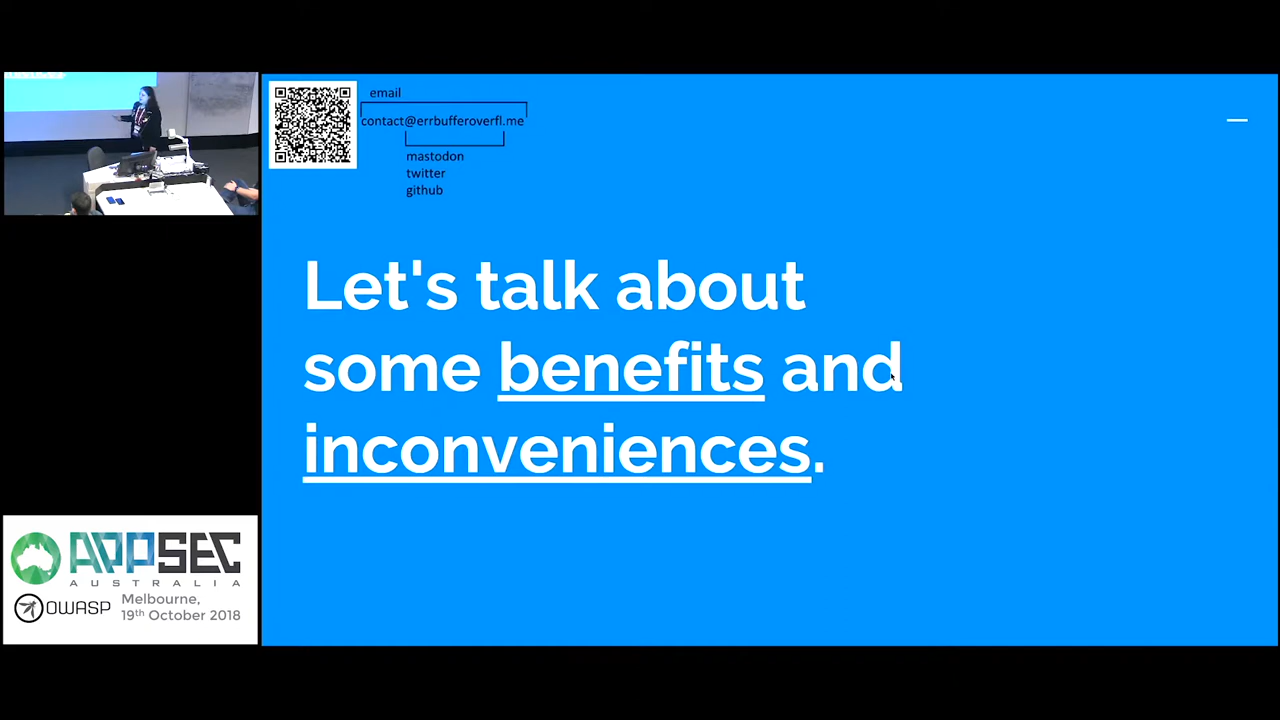 email
contact@errbufferoverfl.me
mastodon
twitter
github
Let's talk about
some benefits and
inconveniences.
APPSEC
AUSTRALIA
OWASP
Melbourne,
19th October 2018